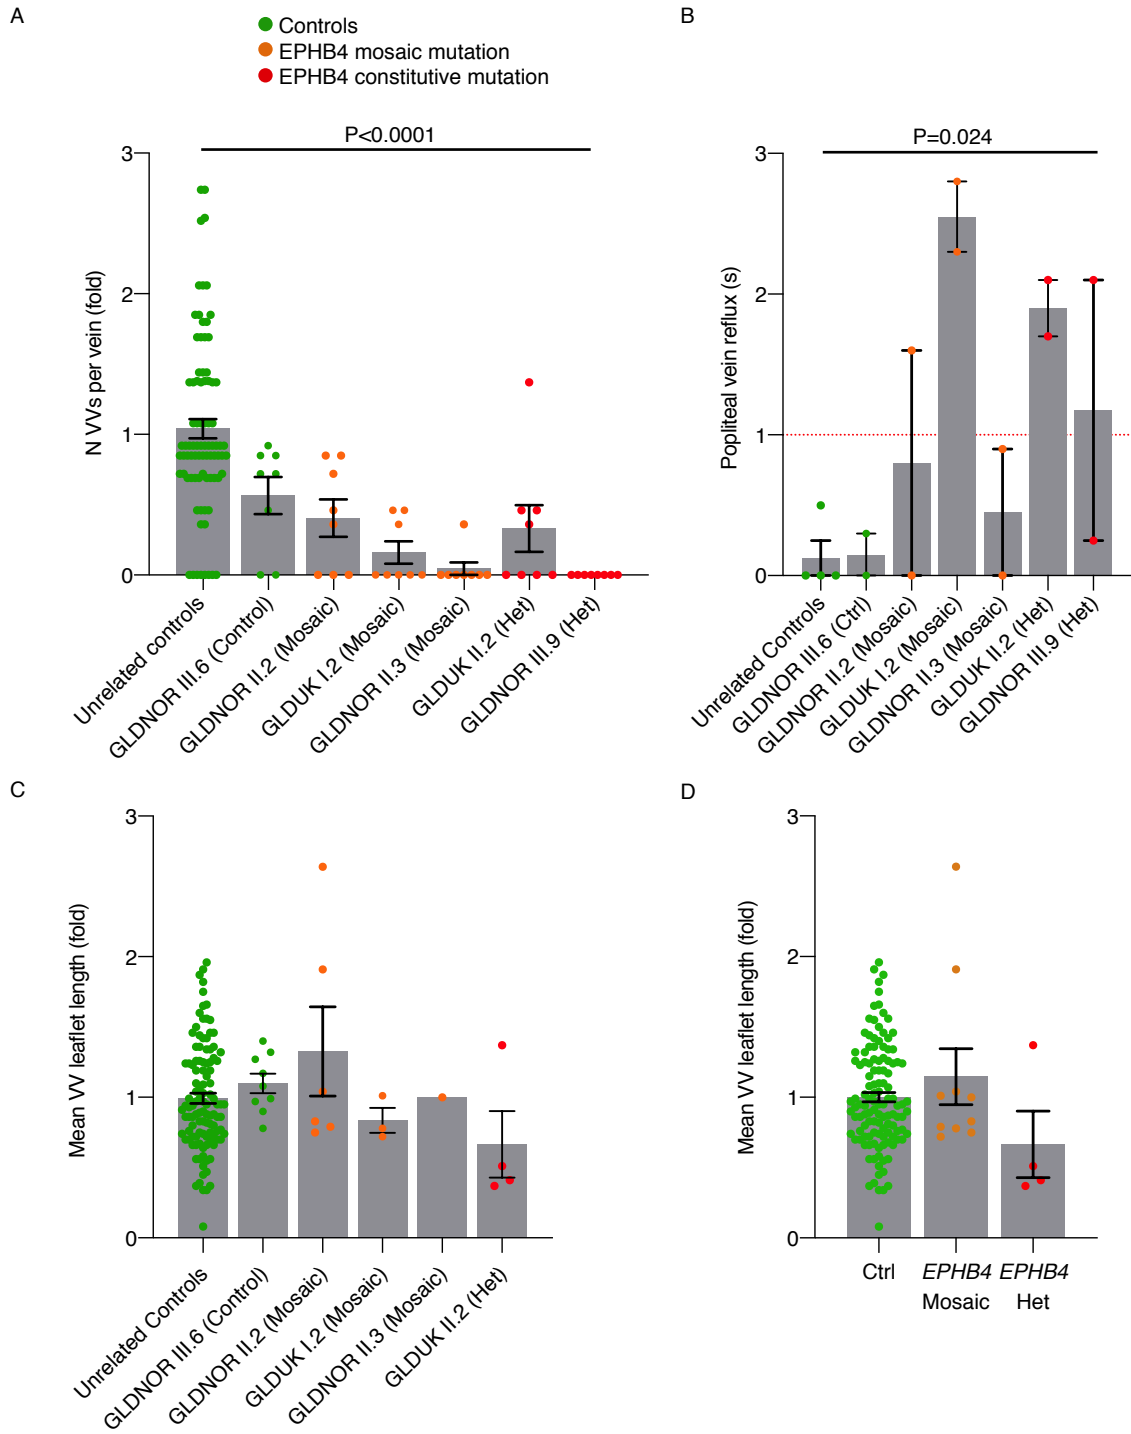 A
Controls
EPHB4 mosaic mutation
EPHB4 constitutive mutation
P<0.0001
3
2
1
0
N VVs per vein (fold)
Unrelated controls
GLDNOR III.6 (Control)
GLDNOR II.2 (Mosaic)
GLDUK I.2 (Mosaic)
GLDNOR II.3 (Mosaic)
GLDUK II.2 (Het)
GLDNOR III.9 (Het)
B
P=0.024
3
2
1
0
Popliteal vein reflux (s)
Unrelated Controls
GLDNOR III.6 (Ctrl)
GLDNOR II.2 (Mosaic)
GLDUK I.2 (Mosaic)
GLDNOR II.3 (Mosaic)
GLDUK II.2 (Het)
GLDNOR III.9 (Het)
C
3
2
1
0
Mean VV leaflet length (fold)
Unrelated Controls
GLDNOR III.6 (Control)
GLDNOR II.2 (Mosaic)
GLDUK I.2 (Mosaic)
GLDNOR II.3 (Mosaic)
GLDUK II.2 (Het)
D
3
2
1
0
Mean VV leaflet length (fold)
Ctrl
EPHB4
Mosaic
EPHB4
Het